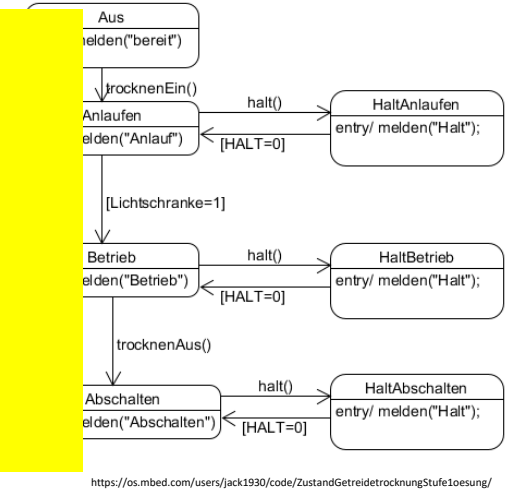 Aus
elden("bereit")
trocknenEin()
Anlaufen
elden("Anlauf")
halt()
[HALT=0]
HaltAnlaufen
entry/ melden("Halt");
[Lichtschranke=1]
Betrieb
elden("Betrieb")
halt()
[HALT=0]
HaltBetrieb
entry/ melden("Halt");
trocknenAus()
Abschalten
elden("Abschalten")
halt()
[HALT=0]
HaltAbschalten
entry/ melden("Halt");
https://os.mbed.com/users/jack1930/code/ZustandGetreidetrocknungStufe1oesung/